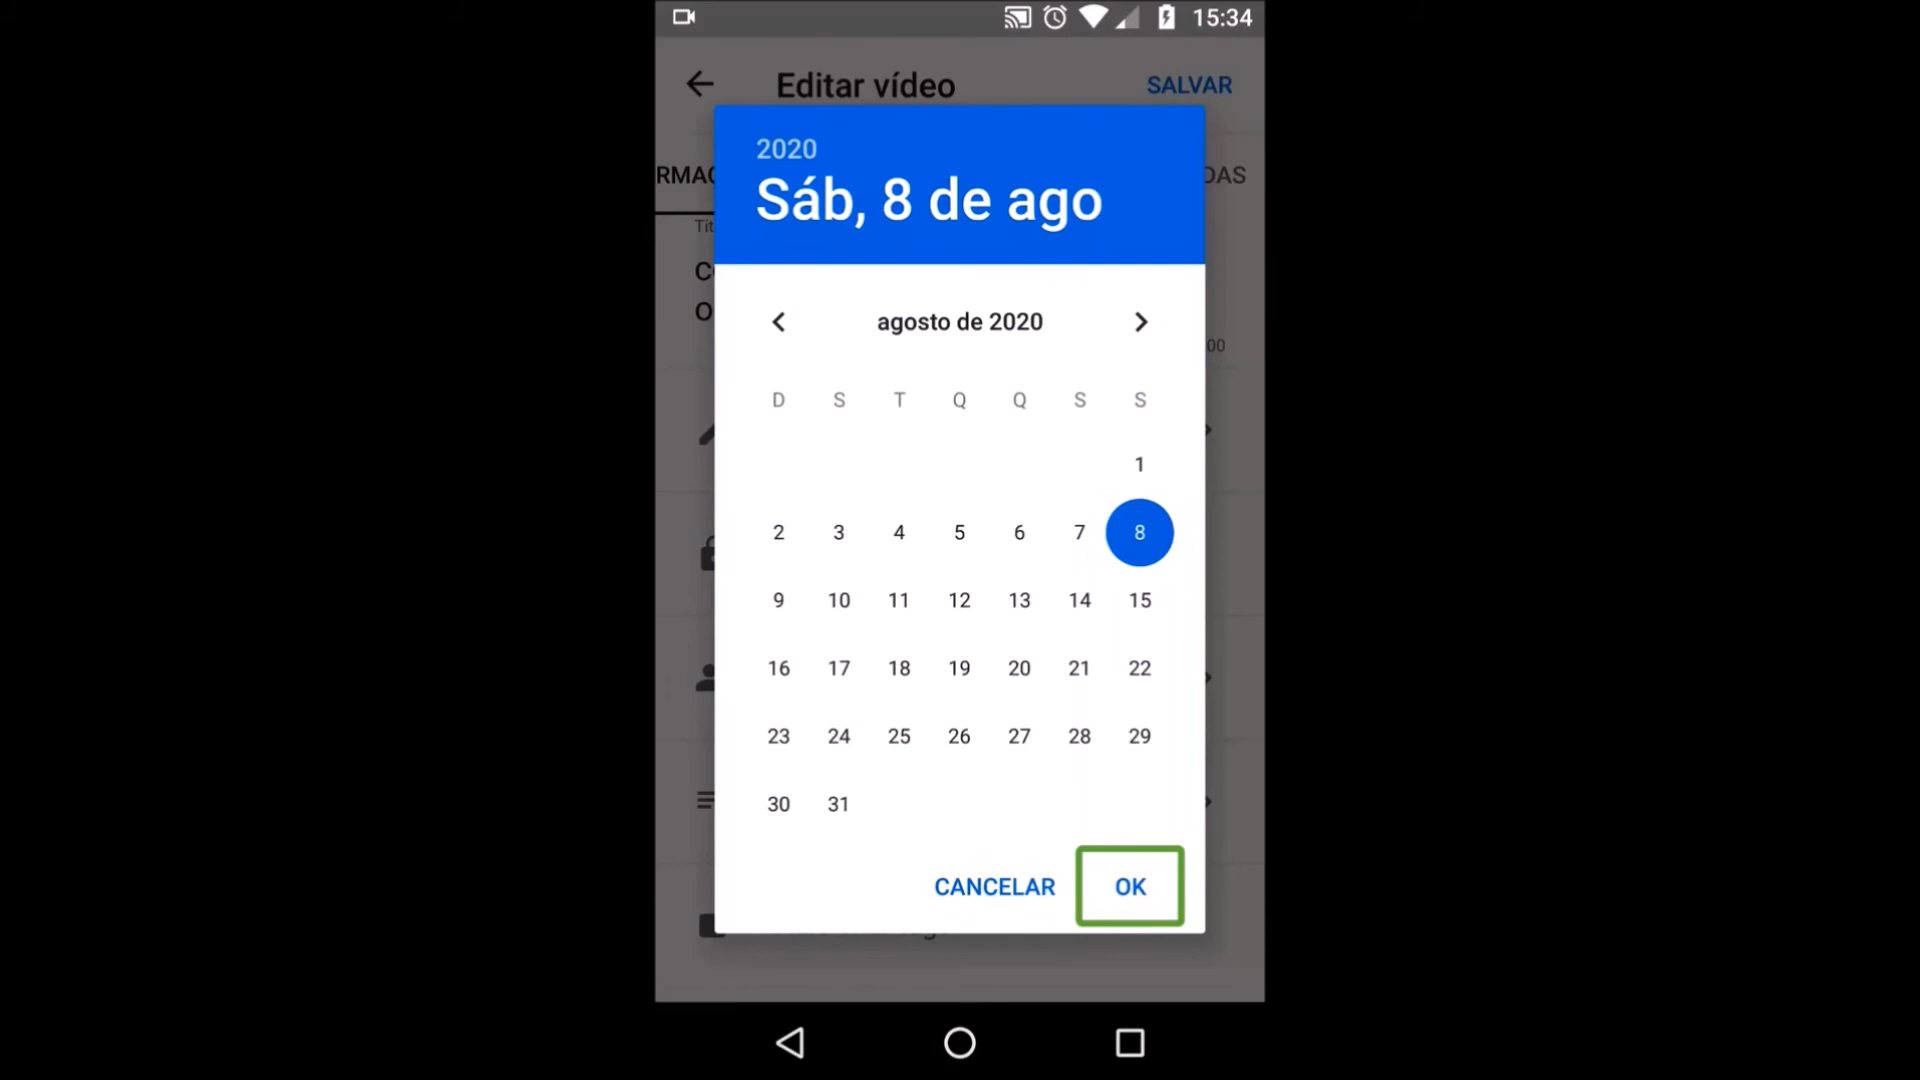 15:34
Editar vídeo
SALVAR
2020
Sáb, 8 de ago
agosto de 2020
D S T Q Q S S
1
2 3 4 5 6 7 8
9 10 11 12 13 14 15
16 17 18 19 20 21 22
23 24 25 26 27 28 29
30 31
CANCELAR OK